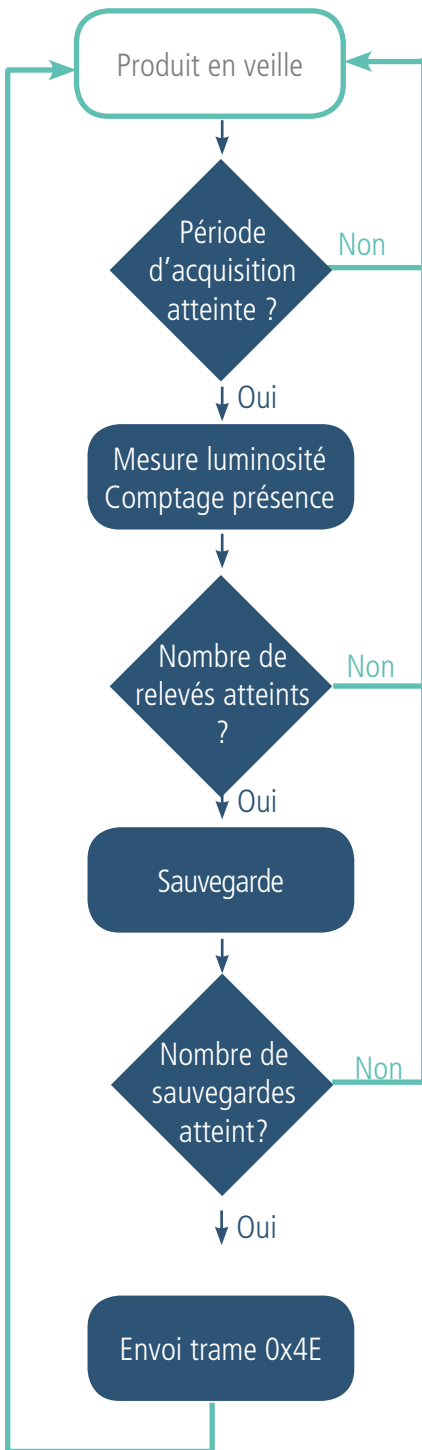 Produit en veille
Période
d'acquisition
atteinte ?
Non
Oui
Mesure luminosité
Comptage présence
Nombre de
relevés atteints
?
Non
Oui
Sauvegarde
Nombre de
sauvegardes
atteint?
Non
Oui
Envoi trame 0x4E